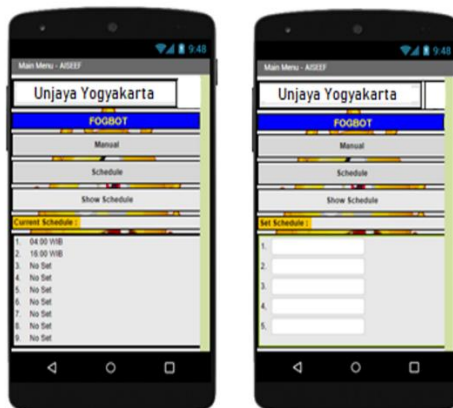 9:48
Main Menu - AISEEF
Unjaya Yogyakarta
FOGBOT
Manual
Schedule
Show Schedule
Current Schedule :
1. 04:00 WIB
2. 16:00 WIB
3. No Set
4. No Set
5. No Set
6. No Set
7. No Set
8. No Set
9. No Set
9:48
Main Menu - AISEEF
Unjaya Yogyakarta
FOGBOT
Manual
Schedule
Show Schedule
Set Schedule :
1.
2.
3.
4.
5.